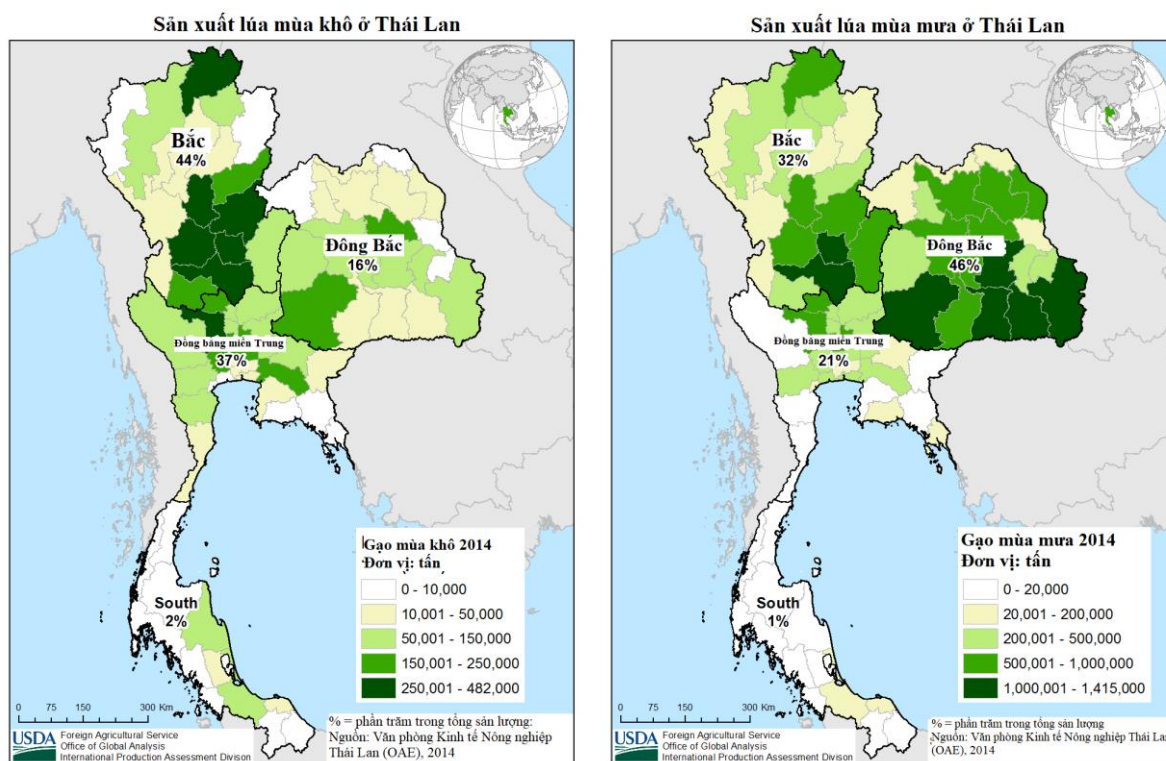 Sản xuất lúa mùa khô ở Thái Lan
Bắc
44%
Đông Bắc
16%
Đồng bằng miền Trung
37%
South
2%
Gạo mùa khô 2014
Đơn vị: tấn
0 - 10,000
10,001 - 50,000
50,001 - 150,000
150,001 - 250,000
250,001 - 482,000
0 75 150 300 Km
USDA
Foreign Agricultural Service
Office of Global Analysis
International Production Assessment Divison
% = phần trăm trong tổng sản lượng:
Nguồn: Văn phòng Kinh tế Nông nghiệp
Thái Lan (OAE), 2014
Sản xuất lúa mùa mưa ở Thái Lan
Bắc
32%
Đông Bắc
46%
Đồng bằng miền Trung
21%
South
1%
Gạo mùa mưa 2014
Đơn vị: tấn
0 - 20,000
20,001 - 200,000
200,001 - 500,000
500,001 - 1,000,000
1,000,001 - 1,415,000
0 75 150 300 Km
USDA
Foreign Agricultural Service
Office of Global Analysis
International Production Assessment Division
% = phần trăm trong tổng sản lượng
Nguồn: Văn phòng Kinh tế Nông nghiệp Thái Lan
(OAE), 2014